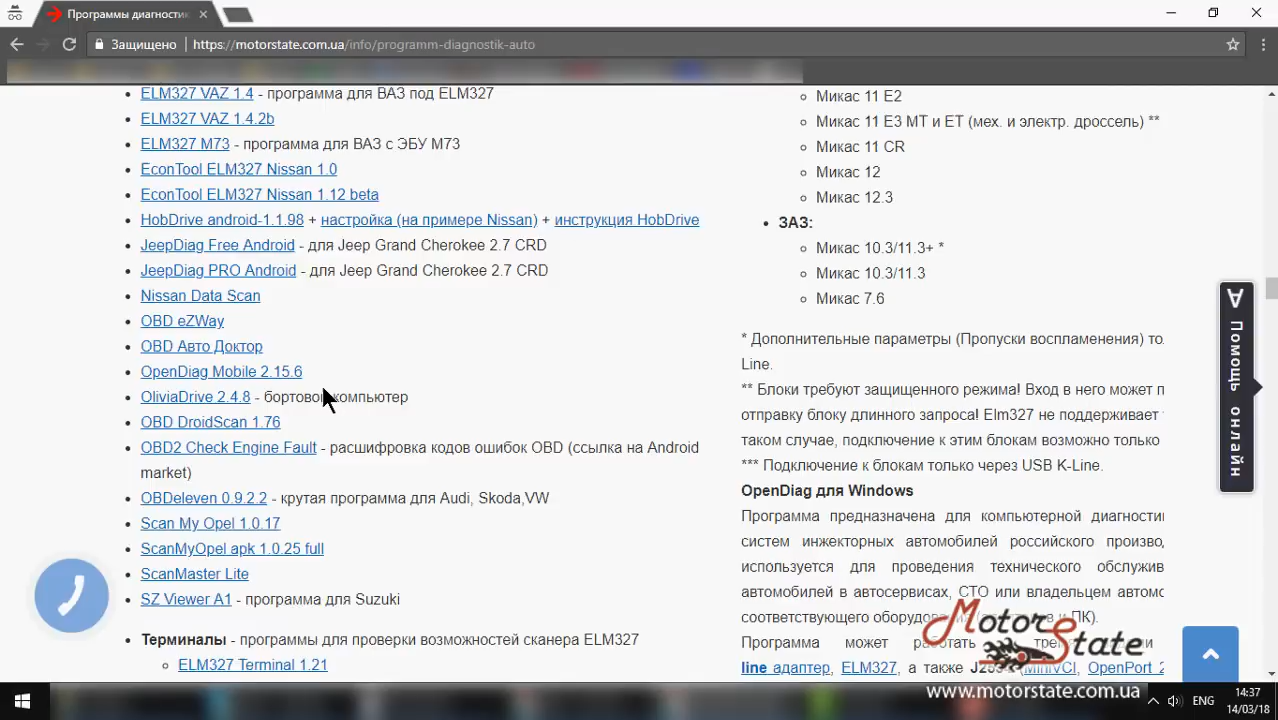 Программы диагностик
Защищено
https://motorstate.com.ua/info/programm-diagnostik-auto
ELM327 VAZ 1.4 - программа для ВАЗ под ELM327
ELM327 VAZ 1.4.2b
ELM327 M73 - программа для ВАЗ с ЭБУ М73
EconTool ELM327 Nissan 1.0
EconTool ELM327 Nissan 1.12 beta
HobDrive android-1.1.98 + настройка (на примере Nissan) + инструкция HobDrive
JeepDiag Free Android - для Jeep Grand Cherokee 2.7 CRD
JeepDiag PRO Android - для Jeep Grand Cherokee 2.7 CRD
Nissan Data Scan
OBD eZWay
OBD Авто Доктор
OpenDiag Mobile 2.15.6
OliviaDrive 2.4.8 - бортовой компьютер
OBD DroidScan 1.76
OBD2 Check Engine Fault - расшифровка кодов ошибок OBD (ссылка на Android
market)
OBDeleven 0.9.2.2 - крутая программа для Audi, Skoda,VW
Scan My Opel 1.0.17
ScanMyOpel apk 1.0.25 full
ScanMaster Lite
SZ Viewer A1 - программа для Suzuki
Терминалы - программы для проверки возможностей сканера ELM327
ELM327 Terminal 1.21
Микас 11 Е2
Микас 11 Е3 МТ и ЕТ (мех. и электр. дроссель) **
Микас 11 CR
Микас 12
Микас 12.3
ЗАЗ:
Микас 10.3/11.3+ *
Микас 10.3/11.3
Микас 7.6
* Дополнительные параметры (Пропуски воспламенения) то
Line.
** Блоки требуют защищенного режима! Вход в него может п
отправку блоку длинного запроса! Elm327 не поддерживает
таком случае, подключение к этим блокам возможно только
*** Подключение к блокам только через USB K-Line.
OpenDiag для Windows
Программа предназначена для компьютерной диагности
систем инжекторных автомобилей российского произво
используется для проведения технического обслужив
автомобилей в автосервисах, СТО или владельцем автомо
соответствующего ПК).
Программа может
line адаптер, ELM327, а также MiniVCI, OpenPort 2
Помощь онлайн
MotorState
www.motorstate.com.ua
ENG
14:37
14/03/18